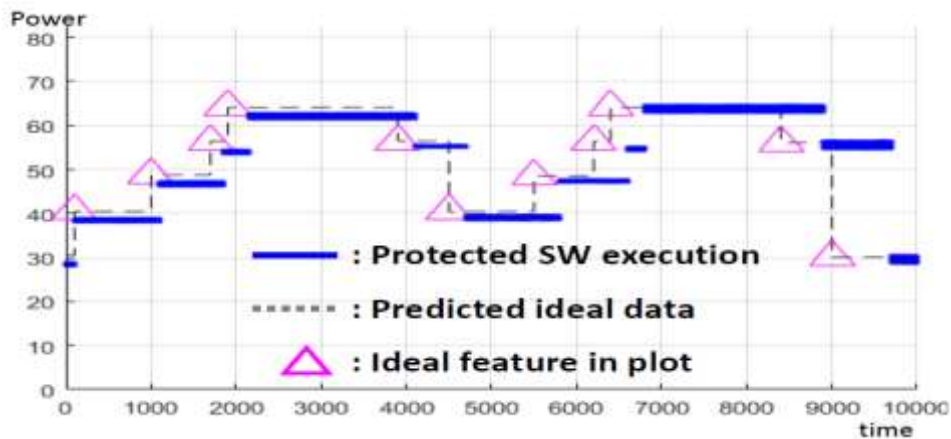 Power
80
70
60
50
40
30
20
10
0
: Protected SW execution
: Predicted ideal data
: Ideal feature in plot
0 1000 2000 3000 4000 5000 6000 7000 8000 9000 10000
time